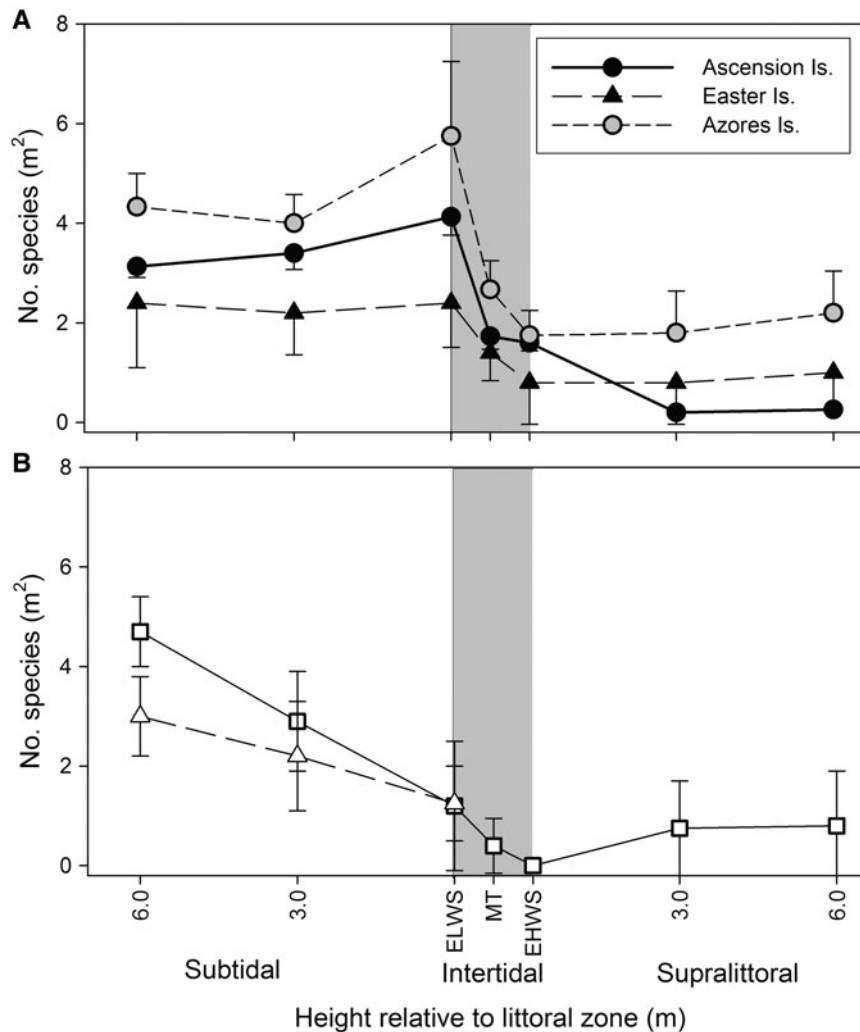 A
8
6
4
2
0
No. species (m²)
Ascension Is.
Easter Is.
Azores Is.
B
8
6
4
2
0
No. species (m²)
6.0
3.0
ELWS
MT
EHWS
3.0
6.0
Subtidal
Intertidal
Supralittoral
Height relative to littoral zone (m)